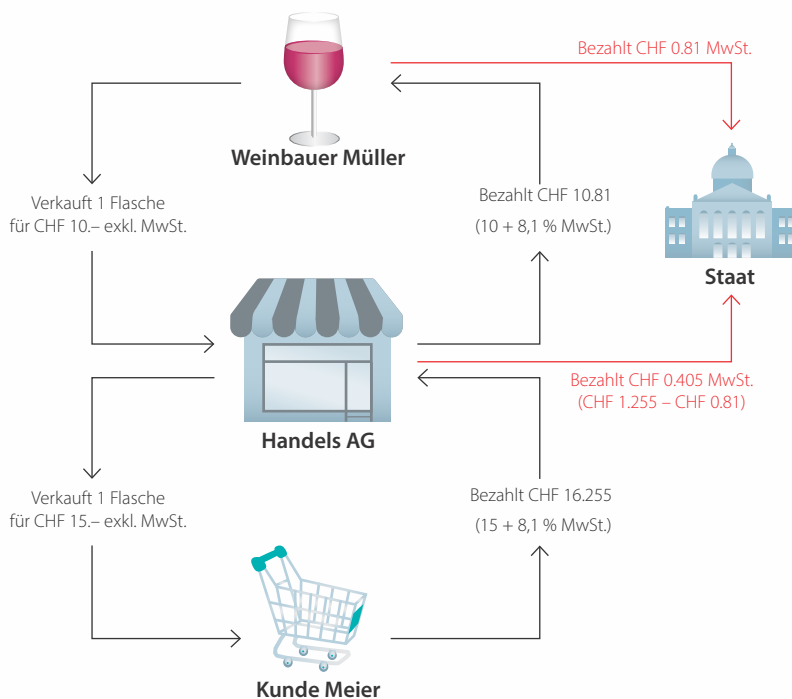 Bezahlt CHF 0.81 MwSt.
Weinbauer Müller
Verkauft 1 Flasche
für CHF 10.– exkl. MwSt.
Bezahlt CHF 10.81
(10 + 8,1 % MwSt.)
Staat
Bezahlt CHF 0.405 MwSt.
(CHF 1.255 – CHF 0.81)
Handels AG
Verkauft 1 Flasche
für CHF 15.– exkl. MwSt.
Bezahlt CHF 16.255
(15 + 8,1 % MwSt.)
Kunde Meier